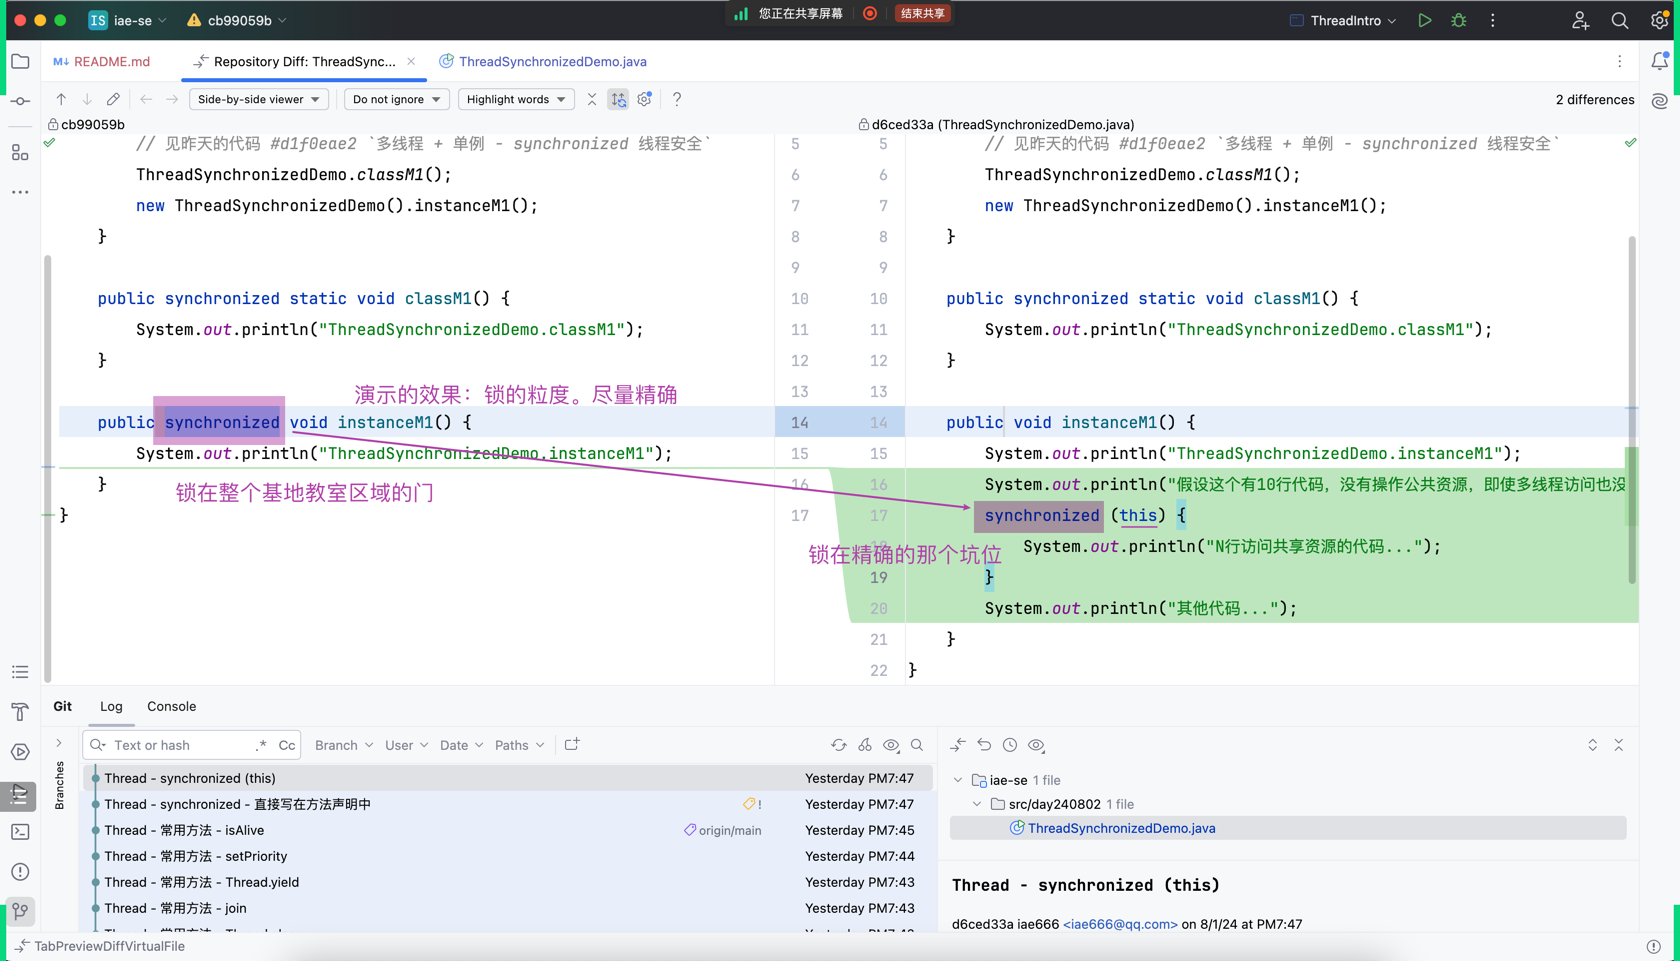 IS iae-se
cb99059b
您正在共享屏幕
结束共享
ThreadIntro
M↓ README.md
Repository Diff: ThreadSync...
ThreadSynchronizedDemo.java
Side-by-side viewer
Do not ignore
Highlight words
?
2 differences
cb99059b
d6ced33a (ThreadSynchronizedDemo.java)
// 见昨天的代码 #d1f0eae2 `多线程 + 单例 - synchronized 线程安全`
5 5
// 见昨天的代码 #d1f0eae2 `多线程 + 单例 - synchronized 线程安全`
ThreadSynchronizedDemo.classM1();
6 6
ThreadSynchronizedDemo.classM1();
new ThreadSynchronizedDemo().instanceM1();
7 7
new ThreadSynchronizedDemo().instanceM1();
}
8 8
}
9 9
public synchronized static void classM1() {
10 10
public synchronized static void classM1() {
System.out.println("ThreadSynchronizedDemo.classM1");
11 11
System.out.println("ThreadSynchronizedDemo.classM1");
}
12 12
}
演示的效果：锁的粒度。尽量精确
13 13
public synchronized void instanceM1() {
14 14
public void instanceM1() {
System.out.println("ThreadSynchronizedDemo.instanceM1");
15 15
System.out.println("ThreadSynchronizedDemo.instanceM1");
}
锁在整个基地教室区域的门
16 16
System.out.println("假设这个有10行代码，没有操作公共资源，即使多线程访问也没
}
17 17
synchronized (this) {
锁在精确的那个坑位
System.out.println("N行访问共享资源的代码...");
19
}
20
System.out.println("其他代码...");
21
}
22
}
Git
Log
Console
Text or hash
.*
Cc
Branch
User
Date
Paths
Branches
Thread - synchronized (this) Yesterday PM7:47
Thread - synchronized - 直接写在方法声明中 ! Yesterday PM7:47
Thread - 常用方法 - isAlive origin/main Yesterday PM7:45
Thread - 常用方法 - setPriority Yesterday PM7:44
Thread - 常用方法 - Thread.yield Yesterday PM7:43
Thread - 常用方法 - join Yesterday PM7:43
iae-se 1 file
src/day240802 1 file
ThreadSynchronizedDemo.java
Thread - synchronized (this)
d6ced33a iae666 <iae666@qq.com> on 8/1/24 at PM7:47
TabPreviewDiffVirtualFile